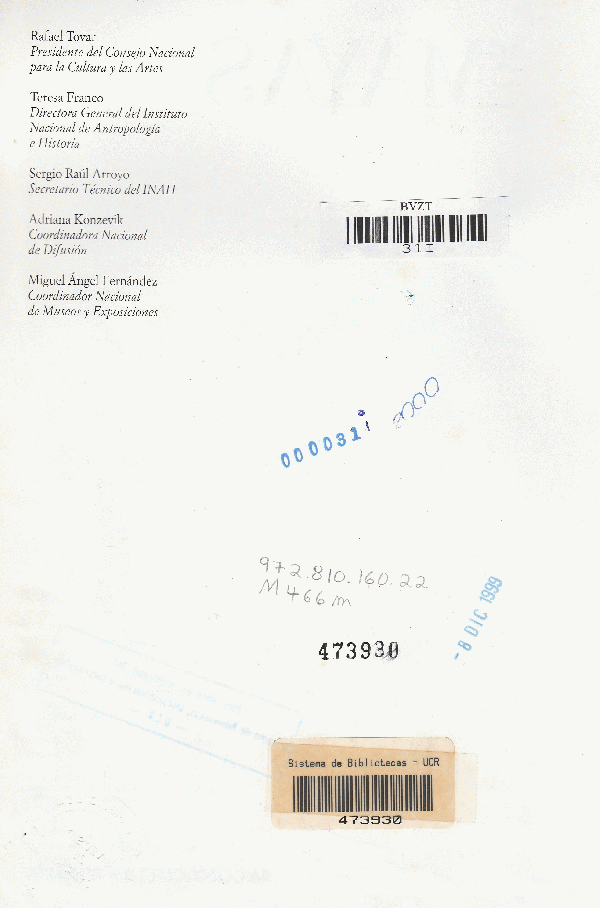 Rafael Tovar
Presidente del Consejo Nacional
para la Cultura y las Artes
Teresa Franco
Directora General del Instituto
Nacional de Antropología
e Historia
Sergio Raúl Arroyo
Secretario Técnico del INAH
Adriana Konzevik
Coordinadora Nacional
de Difusión
Miguel Ángel Fernández
Coordinador Nacional
de Museos y Exposiciones
BVZT
311
000031
2000
972.810.160.22
M466m
- 8 DIC 1999
473930
Sistema de Bibliotecas - UCR
473930